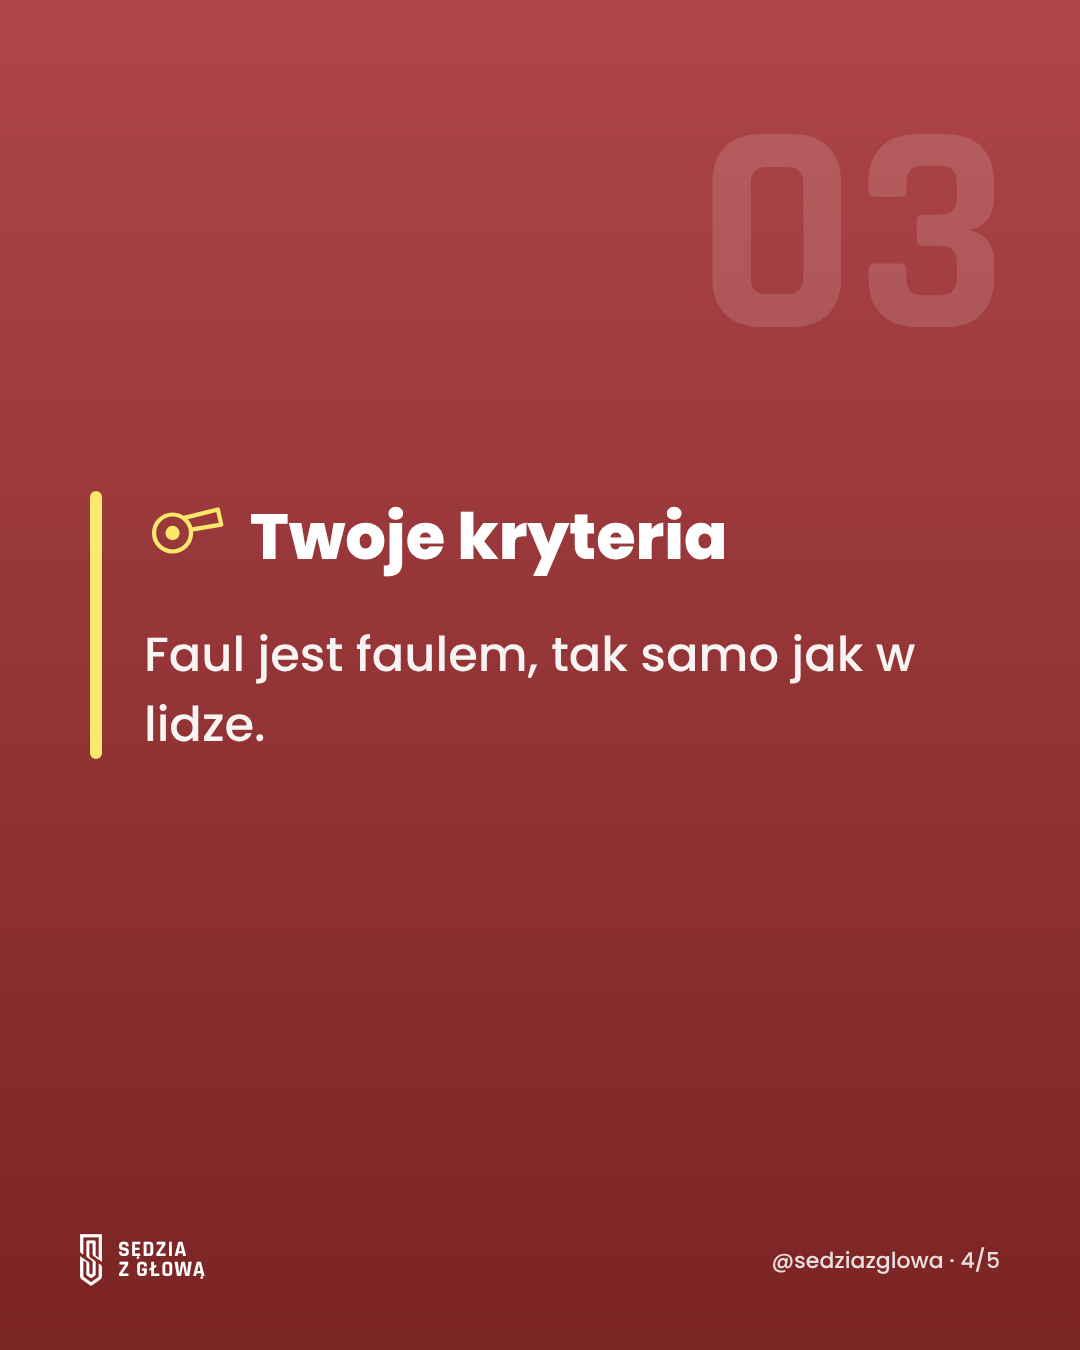 03
Twoje kryteria
Faul jest faulem, tak samo jak w
lidze.
SĘDZIA
Z GŁOWĄ
@sedziazglowa · 4/5